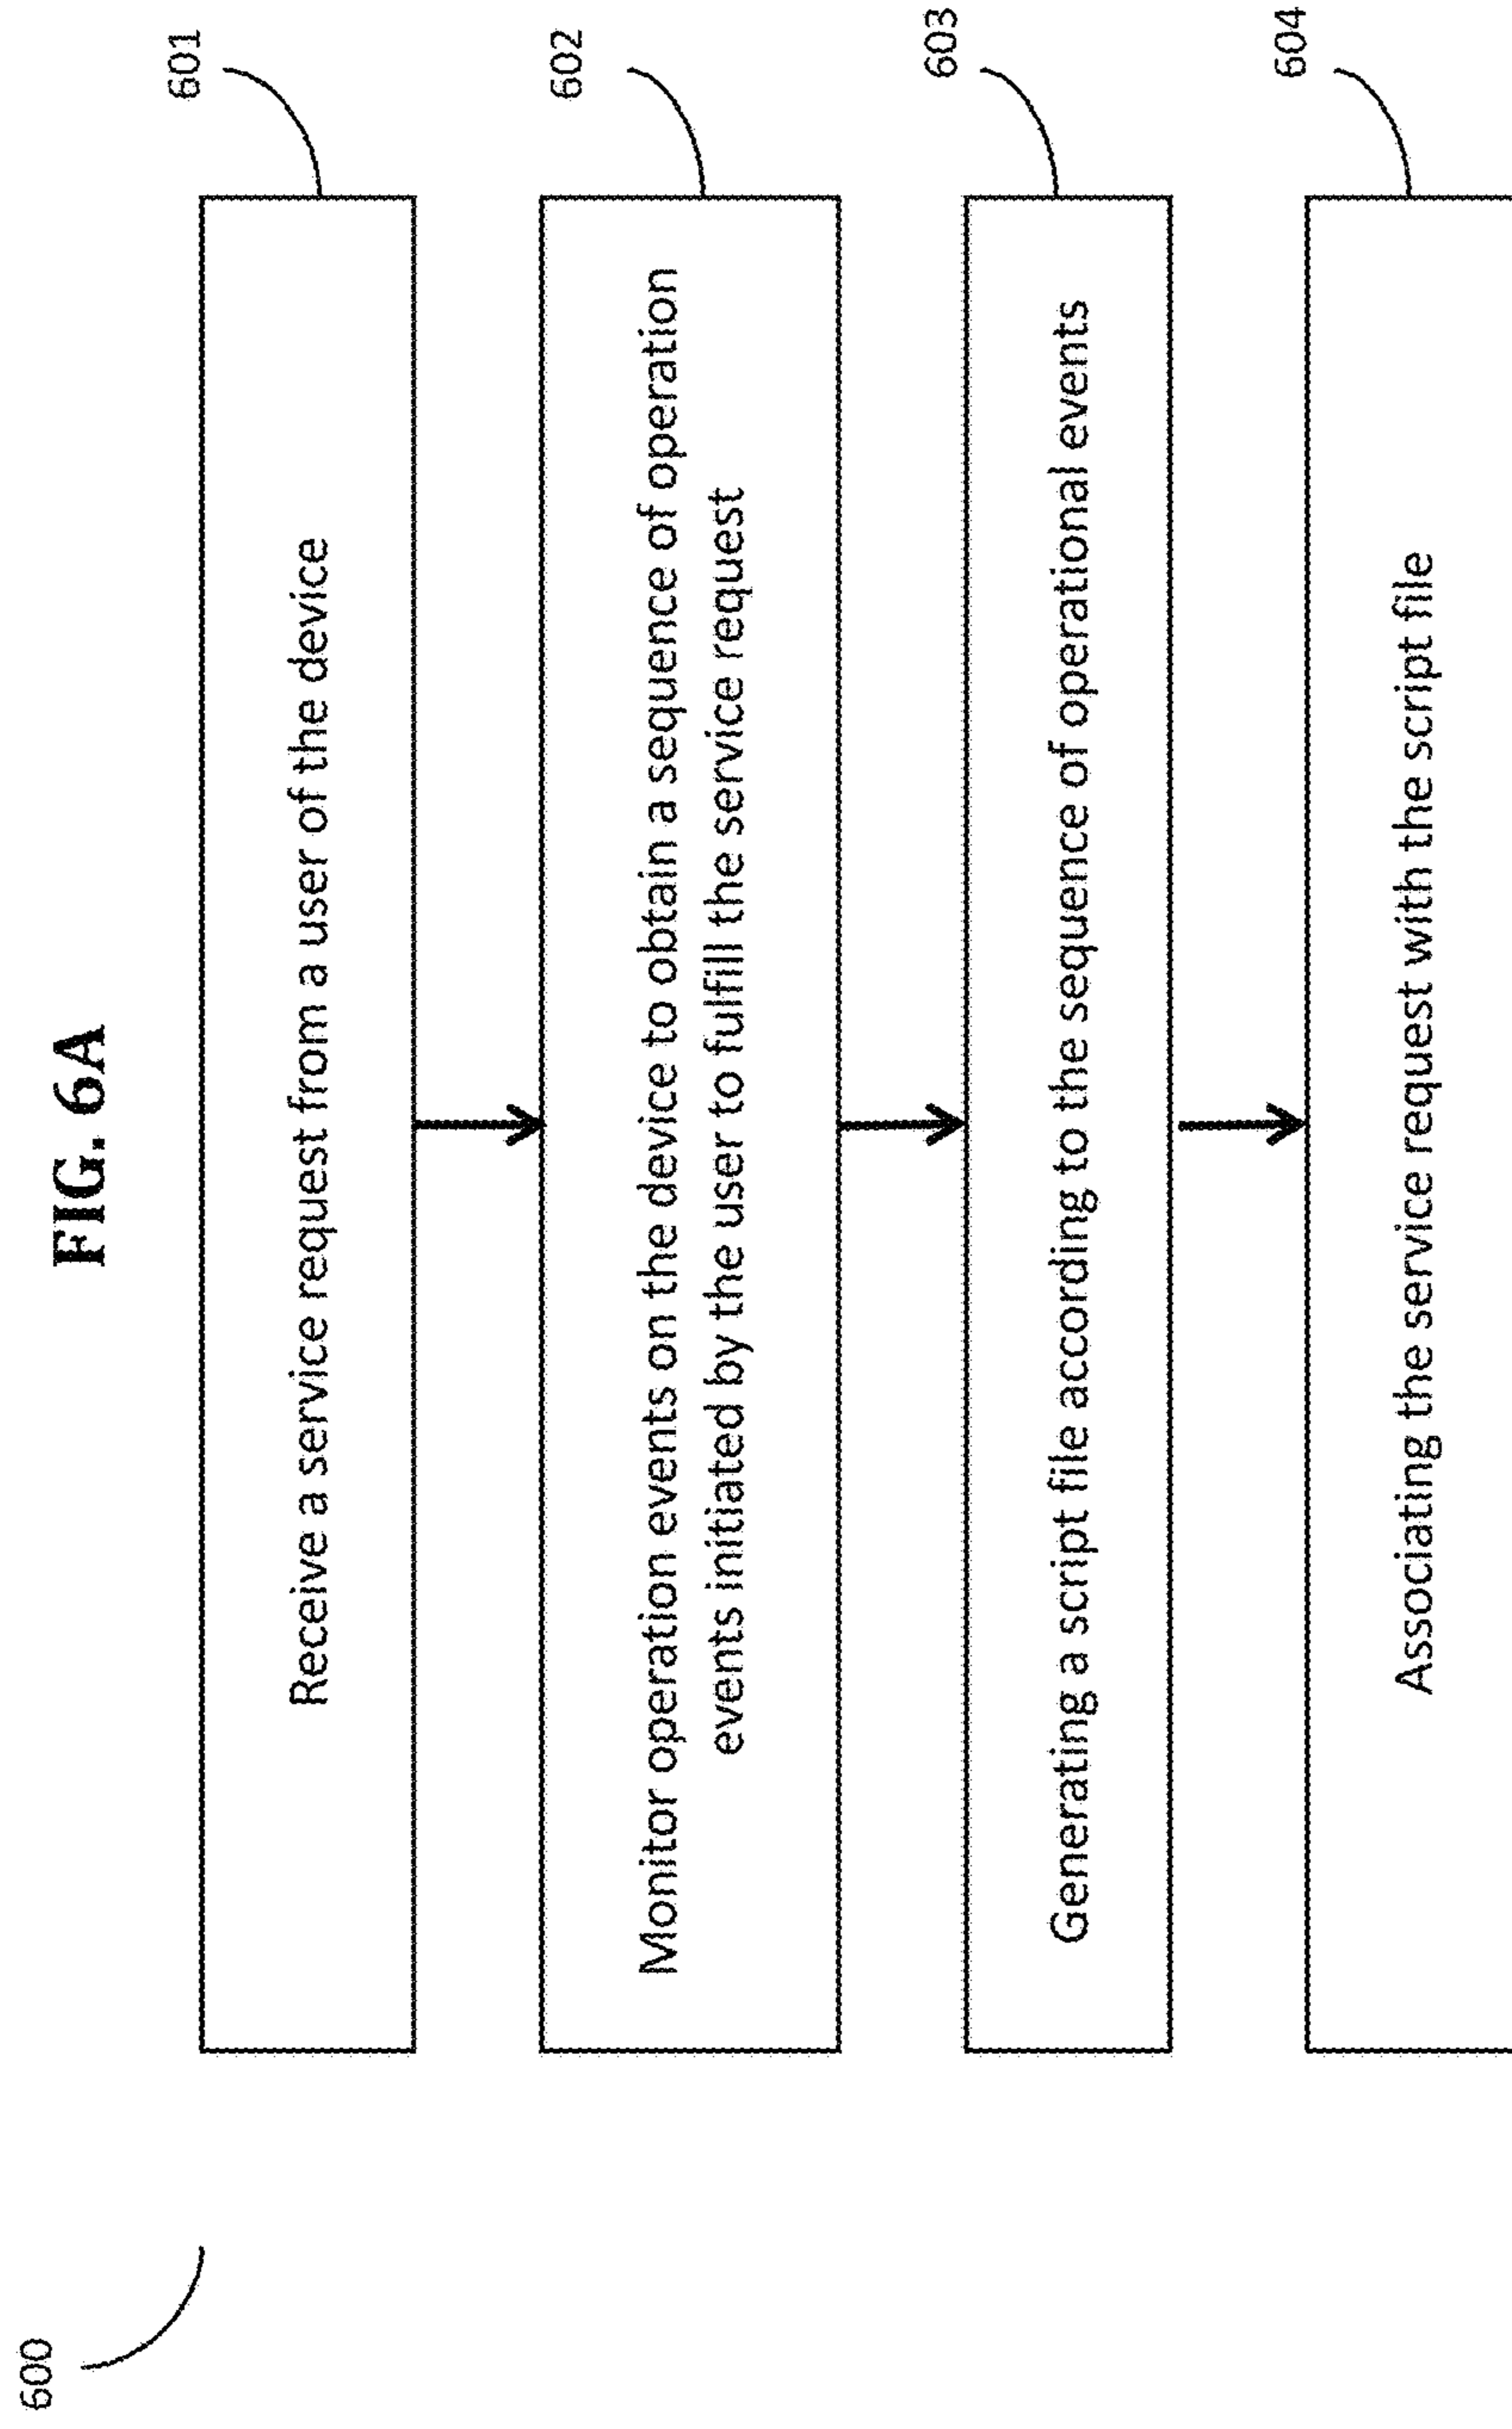 FIG. 6A
600
601
Receive a service request from a user of the device
602
Monitor operation events on the device to obtain a sequence of operation
events initiated by the user to fulfill the service request
603
Generating a script file according to the sequence of operational events
604
Associating the service request with the script file